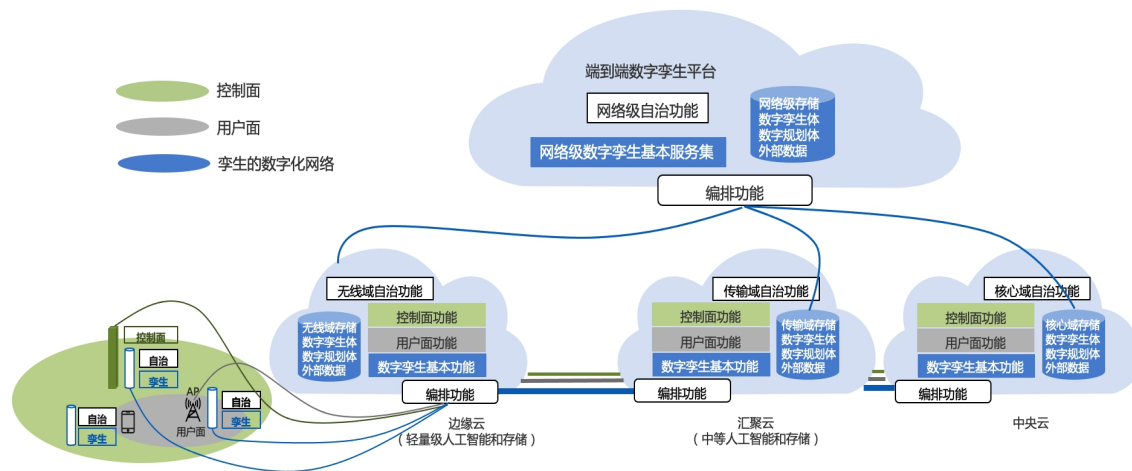 控制面
用户面
孪生的数字化网络
端到端数字孪生平台
网络级自治功能
网络级数字孪生基本服务集
网络级存储
数字孪生体
数字规划体
外部数据
编排功能
无线域自治功能
无线域存储
数字孪生体
数字规划体
外部数据
控制面功能
用户面功能
数字孪生基本功能
编排功能
边缘云
(轻量级人工智能和存储)
传输域自治功能
控制面功能
用户面功能
数字孪生基本功能
传输域存储
数字孪生体
数字规划体
外部数据
编排功能
汇聚云
(中等人工智能和存储)
核心域自治功能
控制面功能
用户面功能
数字孪生基本功能
核心域存储
数字孪生体
数字规划体
外部数据
编排功能
中央云
控制面
自治
孪生
AP
自治
孪生
用户面
自治
孪生